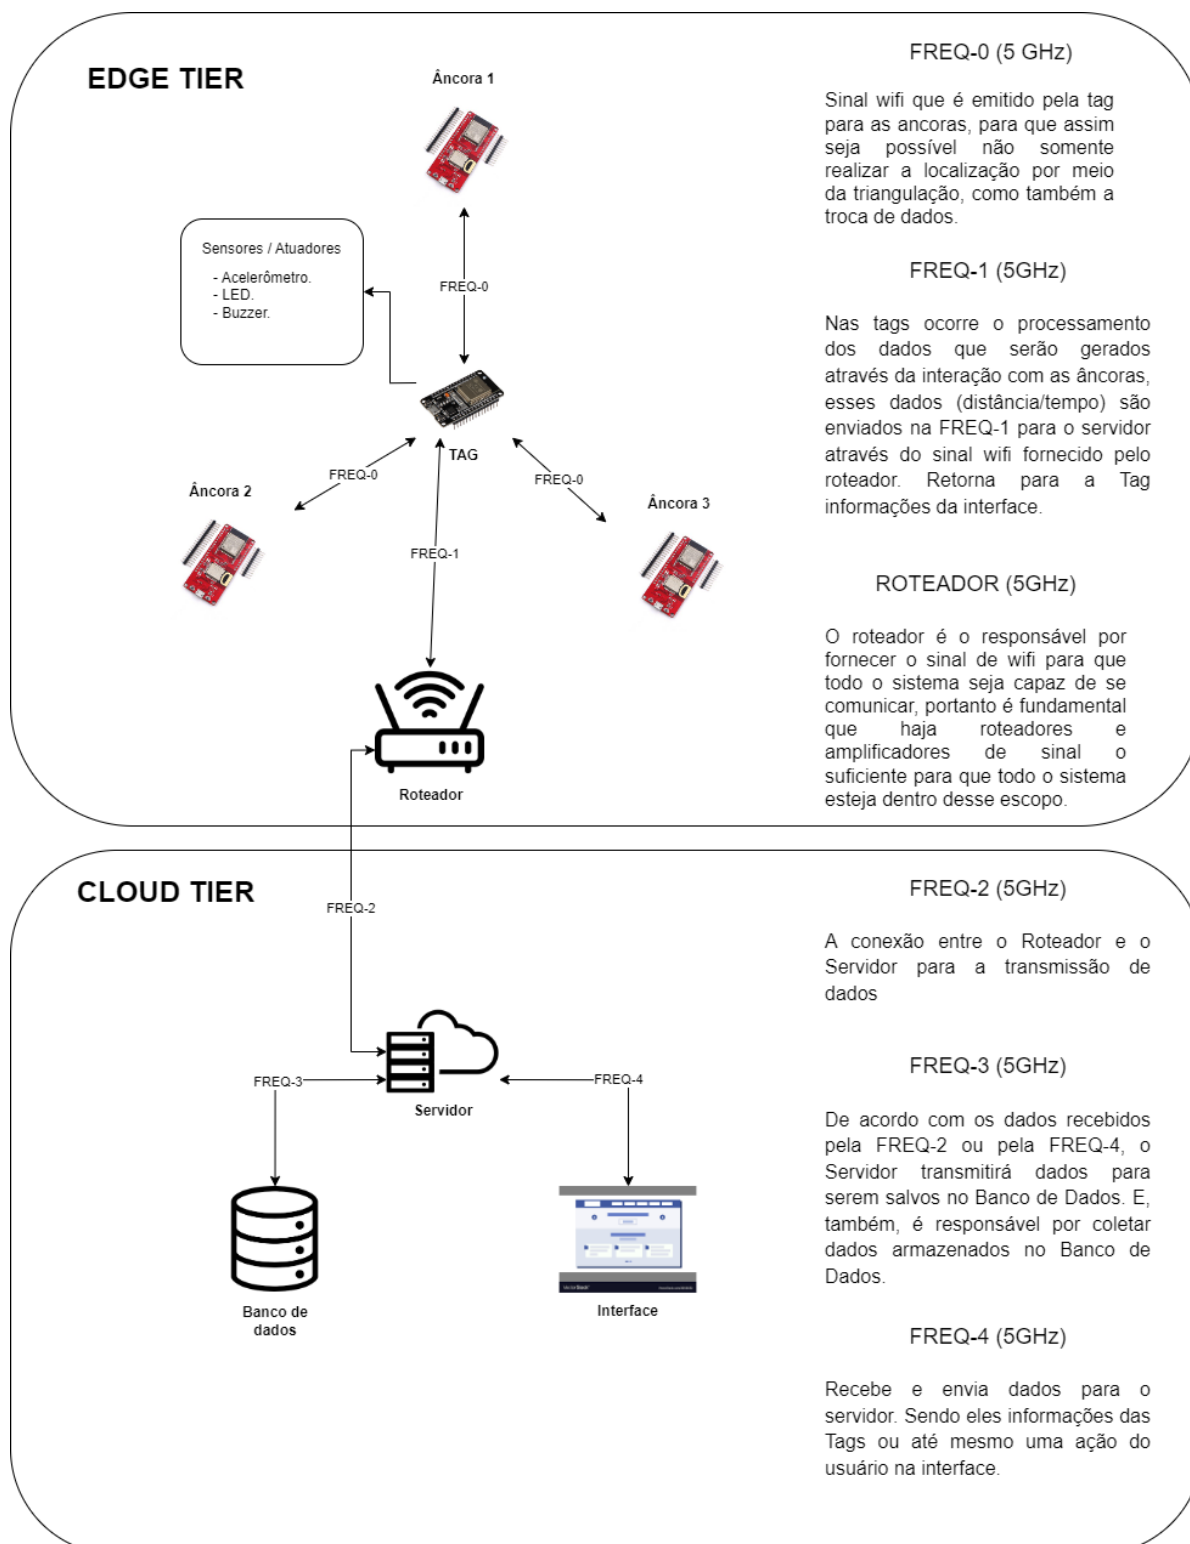 EDGE TIER
Âncora 1
Sensores / Atuadores
- Acelerômetro.
- LED.
- Buzzer.
FREQ-0
TAG
FREQ-0
FREQ-0
Âncora 2
Âncora 3
FREQ-1
Roteador
FREQ-0 (5 GHz)
Sinal wifi que é emitido pela tag
para as ancoras, para que assim
seja possível não somente
realizar a localização por meio
da triangulação, como também a
troca de dados.
FREQ-1 (5GHz)
Nas tags ocorre o processamento
dos dados que serão gerados
através da interação com as âncoras,
esses dados (distância/tempo) são
enviados na FREQ-1 para o servidor
através do sinal wifi fornecido pelo
roteador. Retorna para a Tag
informações da interface.
ROTEADOR (5GHz)
O roteador é o responsável por
fornecer o sinal de wifi para que
todo o sistema seja capaz de se
comunicar, portanto é fundamental
que haja roteadores e
amplificadores de sinal o
suficiente para que todo o sistema
esteja dentro desse escopo.
CLOUD TIER
FREQ-2
FREQ-3
FREQ-4
Servidor
Banco de
dados
Interface
FREQ-2 (5GHz)
A conexão entre o Roteador e o
Servidor para a transmissão de
dados
FREQ-3 (5GHz)
De acordo com os dados recebidos
pela FREQ-2 ou pela FREQ-4, o
Servidor transmitirá dados para
serem salvos no Banco de Dados. E,
também, é responsável por coletar
dados armazenados no Banco de
Dados.
FREQ-4 (5GHz)
Recebe e envia dados para o
servidor. Sendo eles informações das
Tags ou até mesmo uma ação do
usuário na interface.